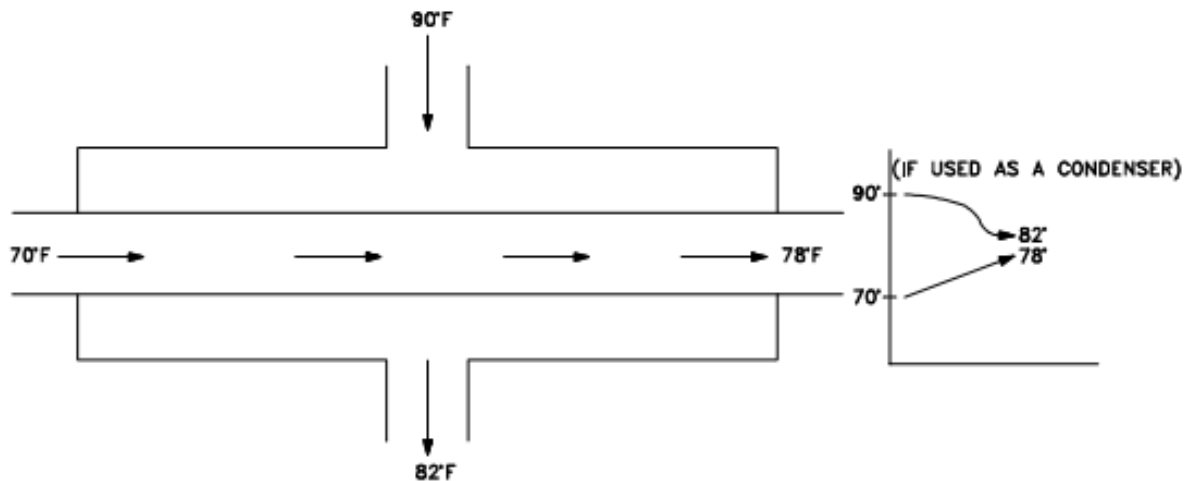 90°F
(IF USED AS A CONDENSER)
90°
82°
70°F
78°F
78°
70°
82°F